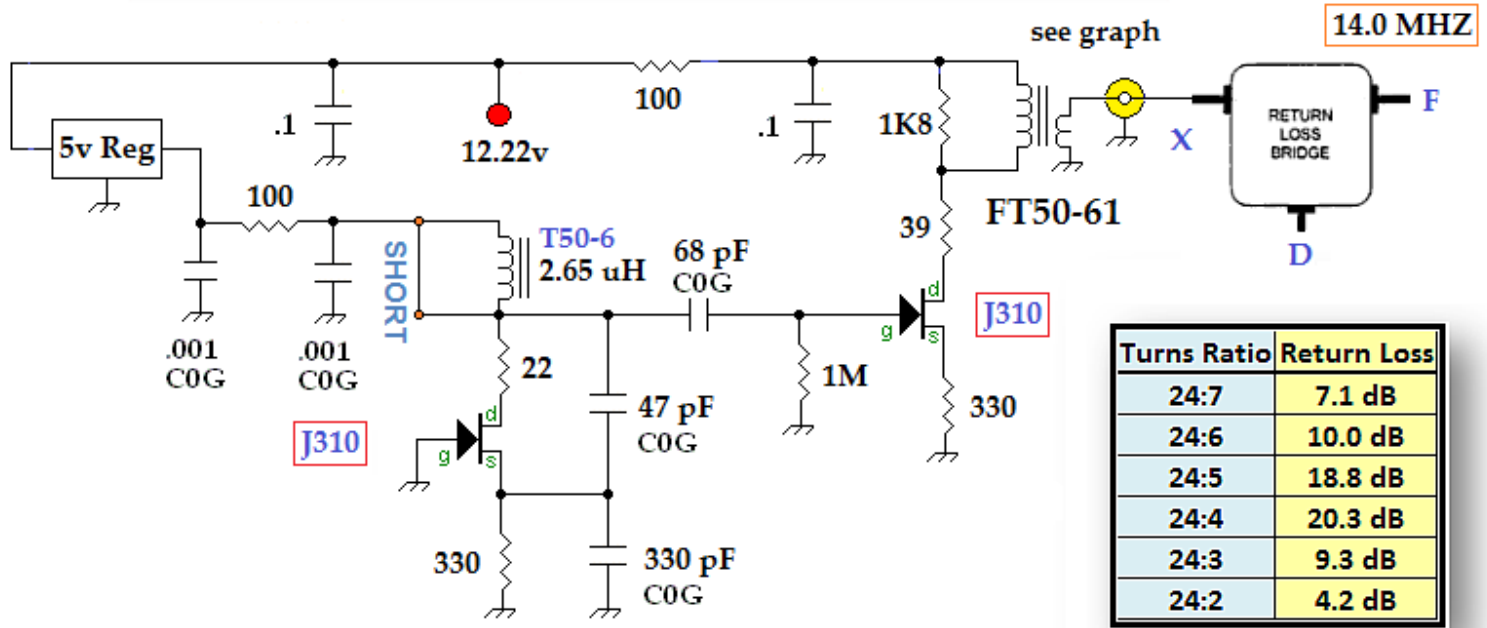 14.0 MHZ
see graph
100
.1
12.22v
.1
1K8
5v Reg
X
RETURN
LOSS
BRIDGE
F
D
100
39
FT50-61
SHORT
T50-6
2.65 uH
68 pF
C0G
d
g
s
J310
.001
C0G
.001
C0G
22
1M
330
J310
d
g
s
47 pF
C0G
330
330 pF
C0G
Turns Ratio Return Loss
24:7 7.1 dB
24:6 10.0 dB
24:5 18.8 dB
24:4 20.3 dB
24:3 9.3 dB
24:2 4.2 dB